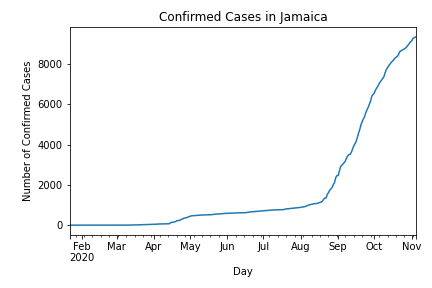 Confirmed Cases in Jamaica
Number of Confirmed Cases
8000
6000
4000
2000
0
Feb Mar Apr May Jun Jul Aug Sep Oct Nov
2020
Day